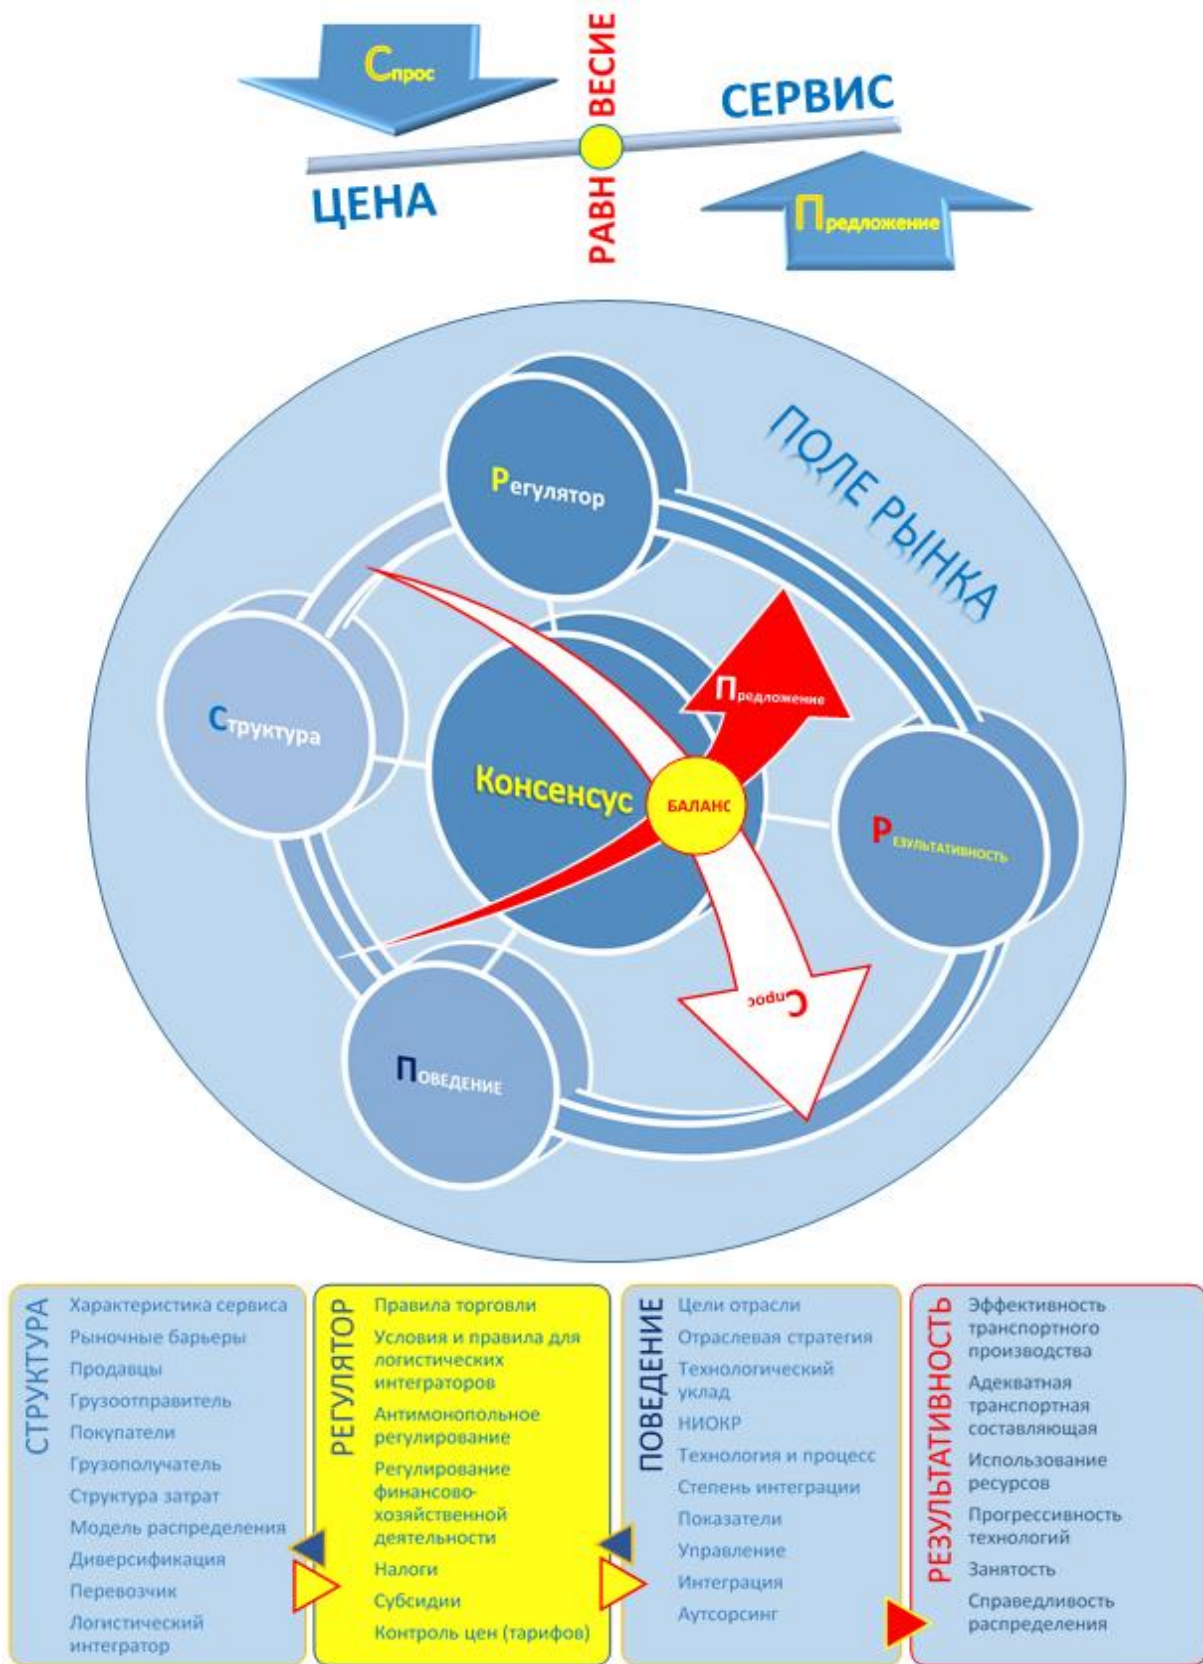 Спрос
РАВН ВЕСИЕ
СЕРВИС
ЦЕНА
Предложение
ПОЛЕ РЫНКА
Регулятор
Структура
Предложение
Консенсус
БАЛАНС
РЕЗУЛЬТАТИВНОСТЬ
Спрос
ПОВЕДЕНИЕ
СТРУКТУРА
Характеристика сервиса
Рыночные барьеры
Продавцы
Грузоотправитель
Покупатели
Грузополучатель
Структура затрат
Модель распределения
Диверсификация
Перевозчик
Логистический
интегратор
РЕГУЛЯТОР
Правила торговли
Условия и правила для
логистических
интеграторов
Антимонопольное
регулирование
Регулирование
финансово-
хозяйственной
деятельности
Налоги
Субсидии
Контроль цен (тарифов)
ПОВЕДЕНИЕ
Цели отрасли
Отраслевая стратегия
Технологический
уклад
НИОКР
Технология и процесс
Степень интеграции
Показатели
Управление
Интеграция
Аутсорсинг
РЕЗУЛЬТАТИВНОСТЬ
Эффективность
транспортного
производства
Адекватная
транспортная
составляющая
Использование
ресурсов
Прогрессивность
технологий
Занятость
Справедливость
распределения